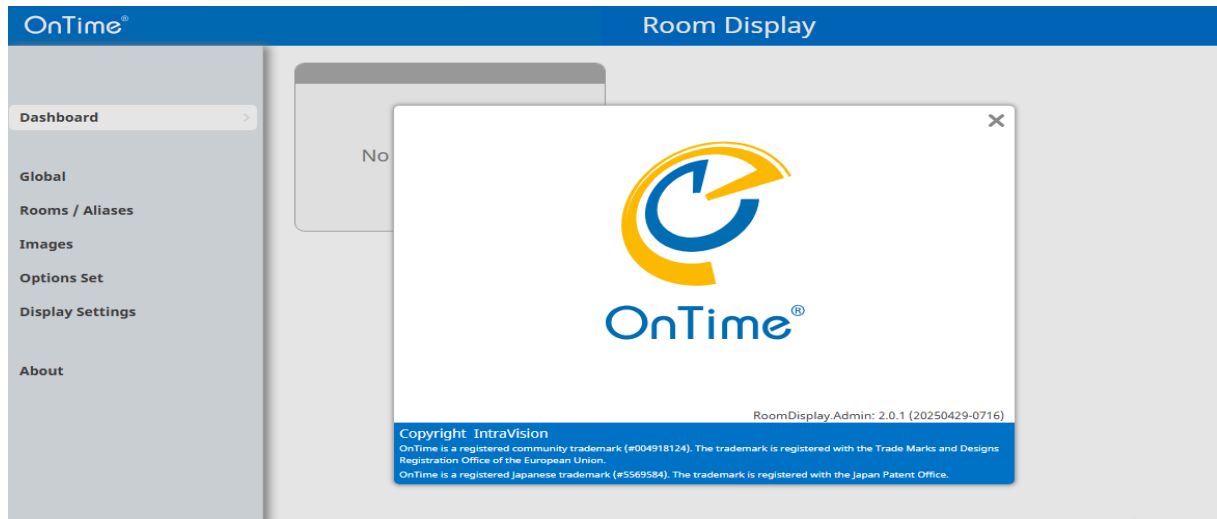 OnTime®
Room Display
Dashboard
Global
Rooms / Aliases
Images
Options Set
Display Settings
About
No
OnTime®
RoomDisplay.Admin: 2.0.1 (20250429-0716)
Copyright IntraVision
OnTime is a registered community trademark (#004918124). The trademark is registered with the Trade Marks and Designs
Registration Office of the European Union.
OnTime is a registered Japanese trademark (#5569584). The trademark is registered with the Japan Patent Office.